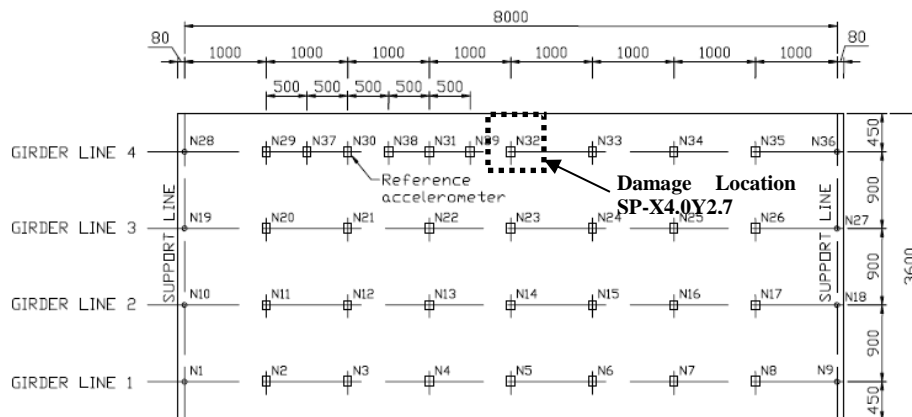 8000
80 1000 1000 1000 1000 1000 1000 1000 1000 80
500 500 500 500 500
GIRDER LINE 4 N28 N29 N37 N30 N38 N31 N39 N32 N33 N34 N35 N36 450
Reference
accelerometer
Damage Location
SP-X4.0Y2.7
900
GIRDER LINE 3 N19 N20 N21 N22 N23 N24 N25 N26 N27
SUPPORT LINE SUPPORT LINE
900 3600
GIRDER LINE 2 N10 N11 N12 N13 N14 N15 N16 N17 N18
900
GIRDER LINE 1 N1 N2 N3 N4 N5 N6 N7 N8 N9
450